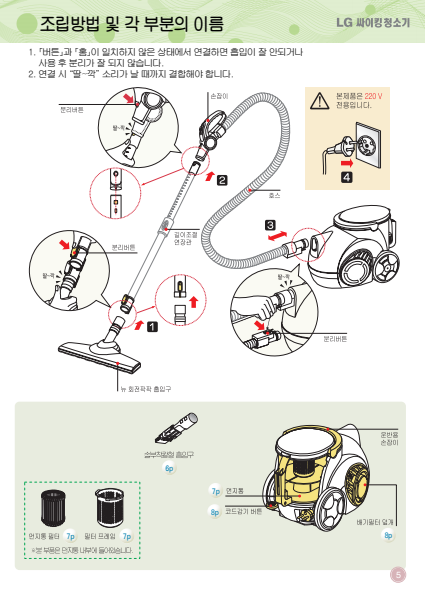 조립방법 및 각 부분의 이름
LG 싸이킹청소기
1. 「버튼」과 「홈」이 일치하지 않은 상태에서 연결하면 흡입이 잘 안되거나
사용 후 분리가 잘 되지 않습니다.
2. 연결 시 "딸~깍" 소리가 날 때까지 결합해야 합니다.
본제품은 220 V
전용입니다.
손잡이
분리버튼
딸~깍
2
4
호스
3
길이조절
연장관
분리버튼
딸~깍
딸~깍
1
분리버튼
뉴 회전착착 흡입구
솔부착틈새 흡입구
6p
운반용
손잡이
7p 먼지통
8p 코드감기 버튼
배기필터 덮개
8p
먼지통 필터 7p
필터 프레임 7p
※본 부품은 먼지통 내부에 들어있습니다.
5